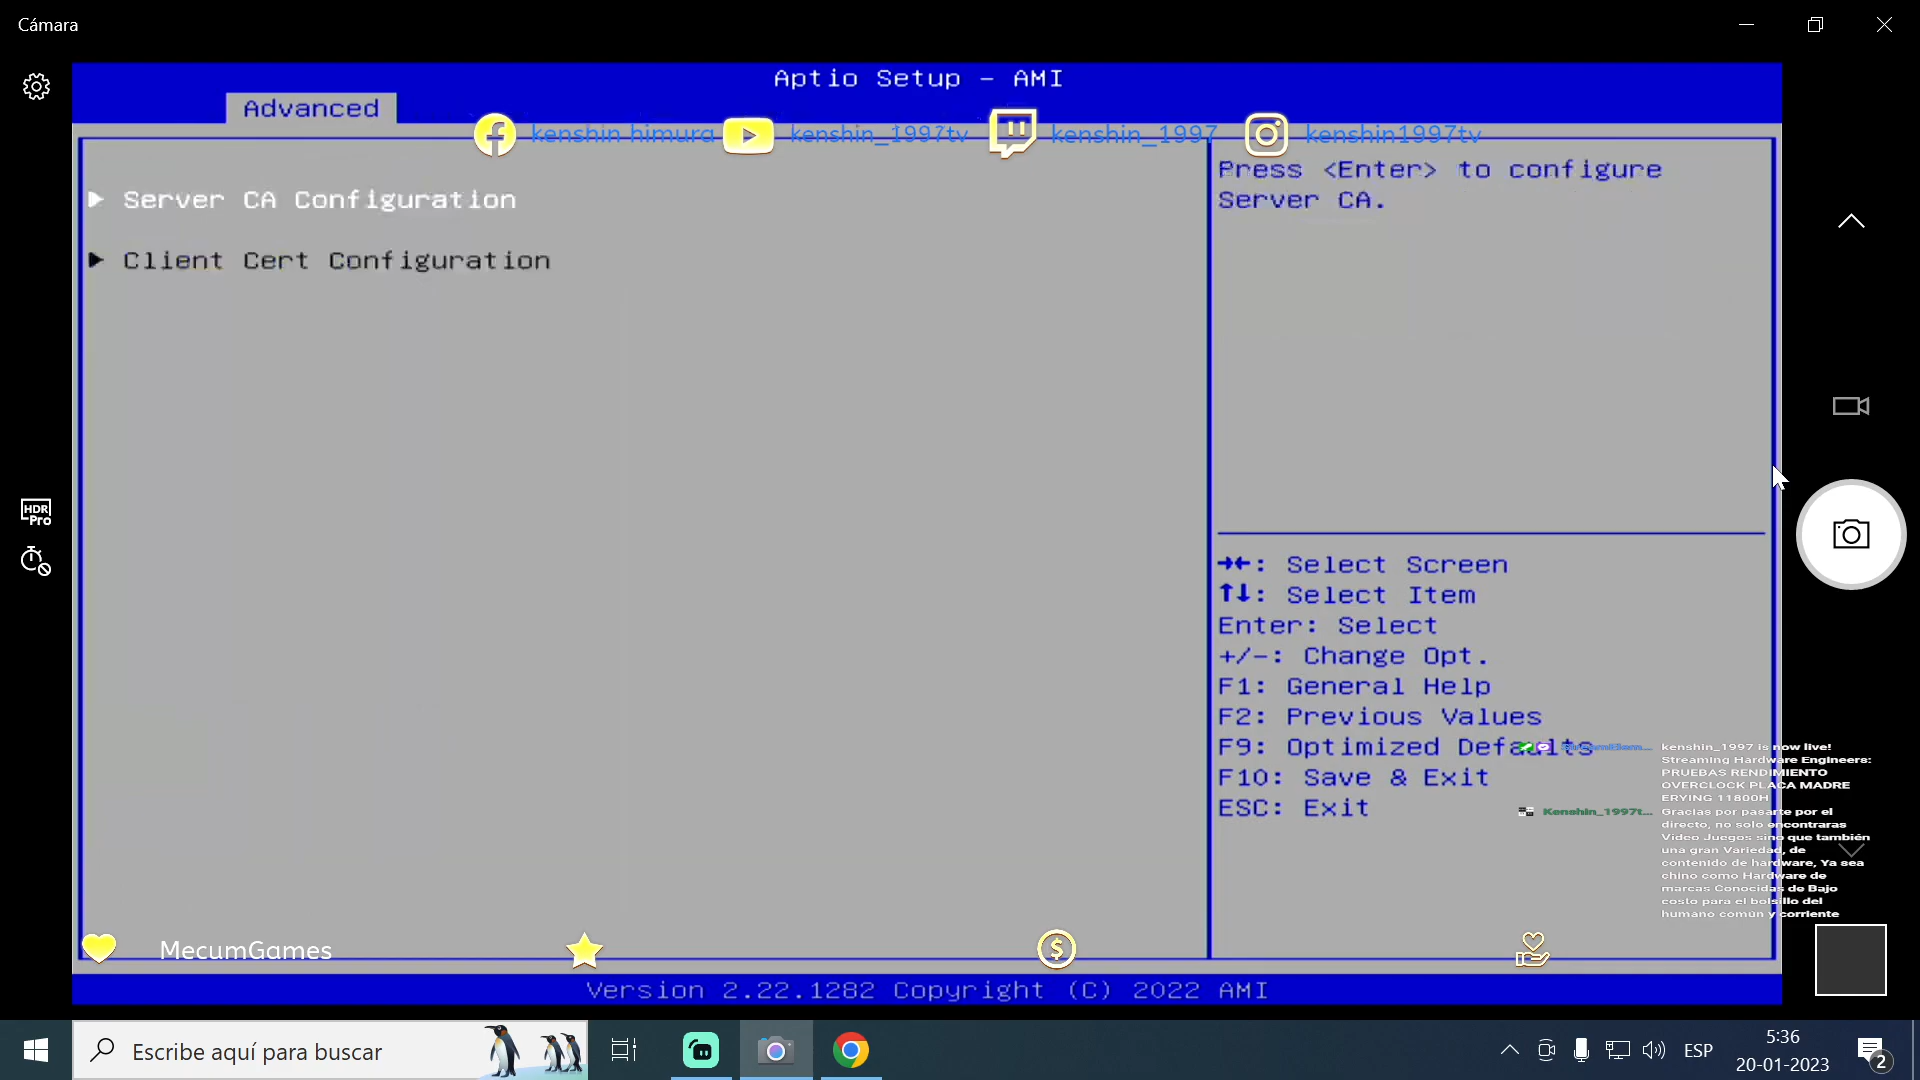 Cámara
Aptio Setup – AMI
Advanced
kenshin himura
kenshin_1997tv
kenshin_1997
kenshin1997tv
Server CA Configuration
Client Cert Configuration
Press <Enter> to configure
Server CA.
HDR
Pro
→←: Select Screen
↑↓: Select Item
Enter: Select
+/-: Change Opt.
F1: General Help
F2: Previous Values
F9: Optimized Defaults
F10: Save & Exit
ESC: Exit
kenshin_1997 is now live!
Streaming Hardware Engineers:
PRUEBAS RENDIMIENTO
OVERCLOCK PLACA MADRE
ERYING 11800H
Kenshin_1997t...
Gracias por pasarte por el
directo, no solo encontraras
Video Juegos sino que también
una gran Variedad, de
contenido de hardware, Ya sea
chino como Hardware de
marcas Conocidas de Bajo
costo para el bolsillo del
humano común y corriente
MecumGames
Version 2.22.1282 Copyright (C) 2022 AMI
Escribe aquí para buscar
ESP
5:36
20-01-2023
2